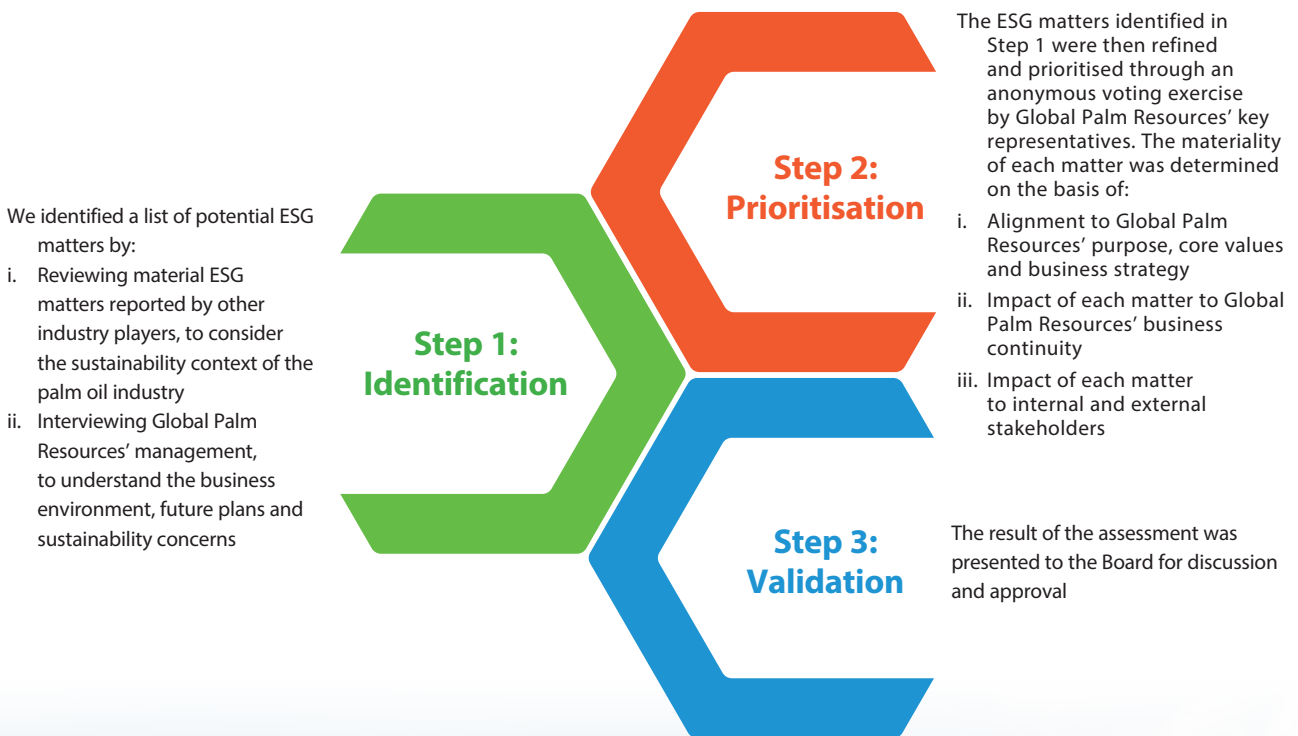 We identified a list of potential ESG
matters by:
i. Reviewing material ESG
matters reported by other
industry players, to consider
the sustainability context of the
palm oil industry
ii. Interviewing Global Palm
Resources’ management,
to understand the business
environment, future plans and
sustainability concerns
Step 1:
Identification
Step 2:
Prioritisation
The ESG matters identified in
Step 1 were then refined
and prioritised through an
anonymous voting exercise
by Global Palm Resources’ key
representatives. The materiality
of each matter was determined
on the basis of:
i. Alignment to Global Palm
Resources’ purpose, core values
and business strategy
ii. Impact of each matter to Global
Palm Resources’ business
continuity
iii. Impact of each matter
to internal and external
stakeholders
Step 3:
Validation
The result of the assessment was
presented to the Board for discussion
and approval